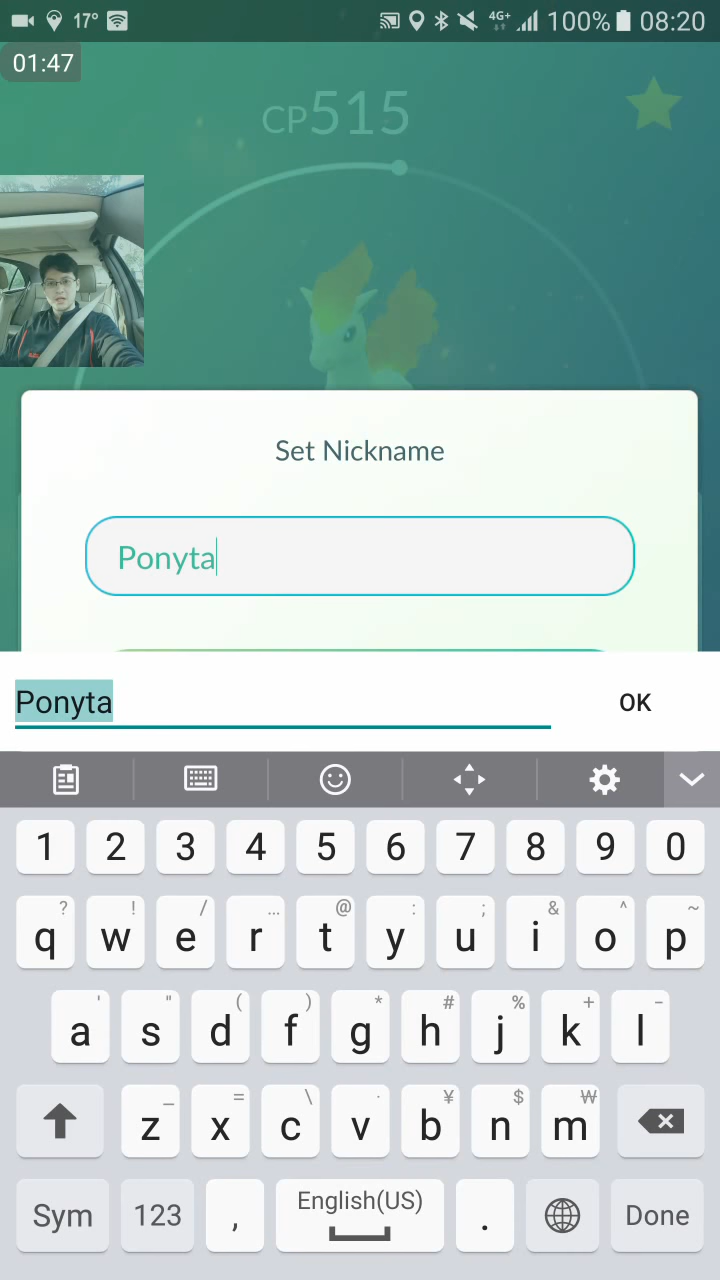 17° 4G+ 100% 08:20
01:47
CP515
Set Nickname
Ponyta
Ponyta OK
1 2 3 4 5 6 7 8 9 0
? ! / ... @ : ; & ^ ~
q w e r t y u i o p
' " ( ) * # % + -
a s d f g h j k l
_ = \ · ¥ $ ₩
z x c v b n m
Sym 123 , English(US) . Done